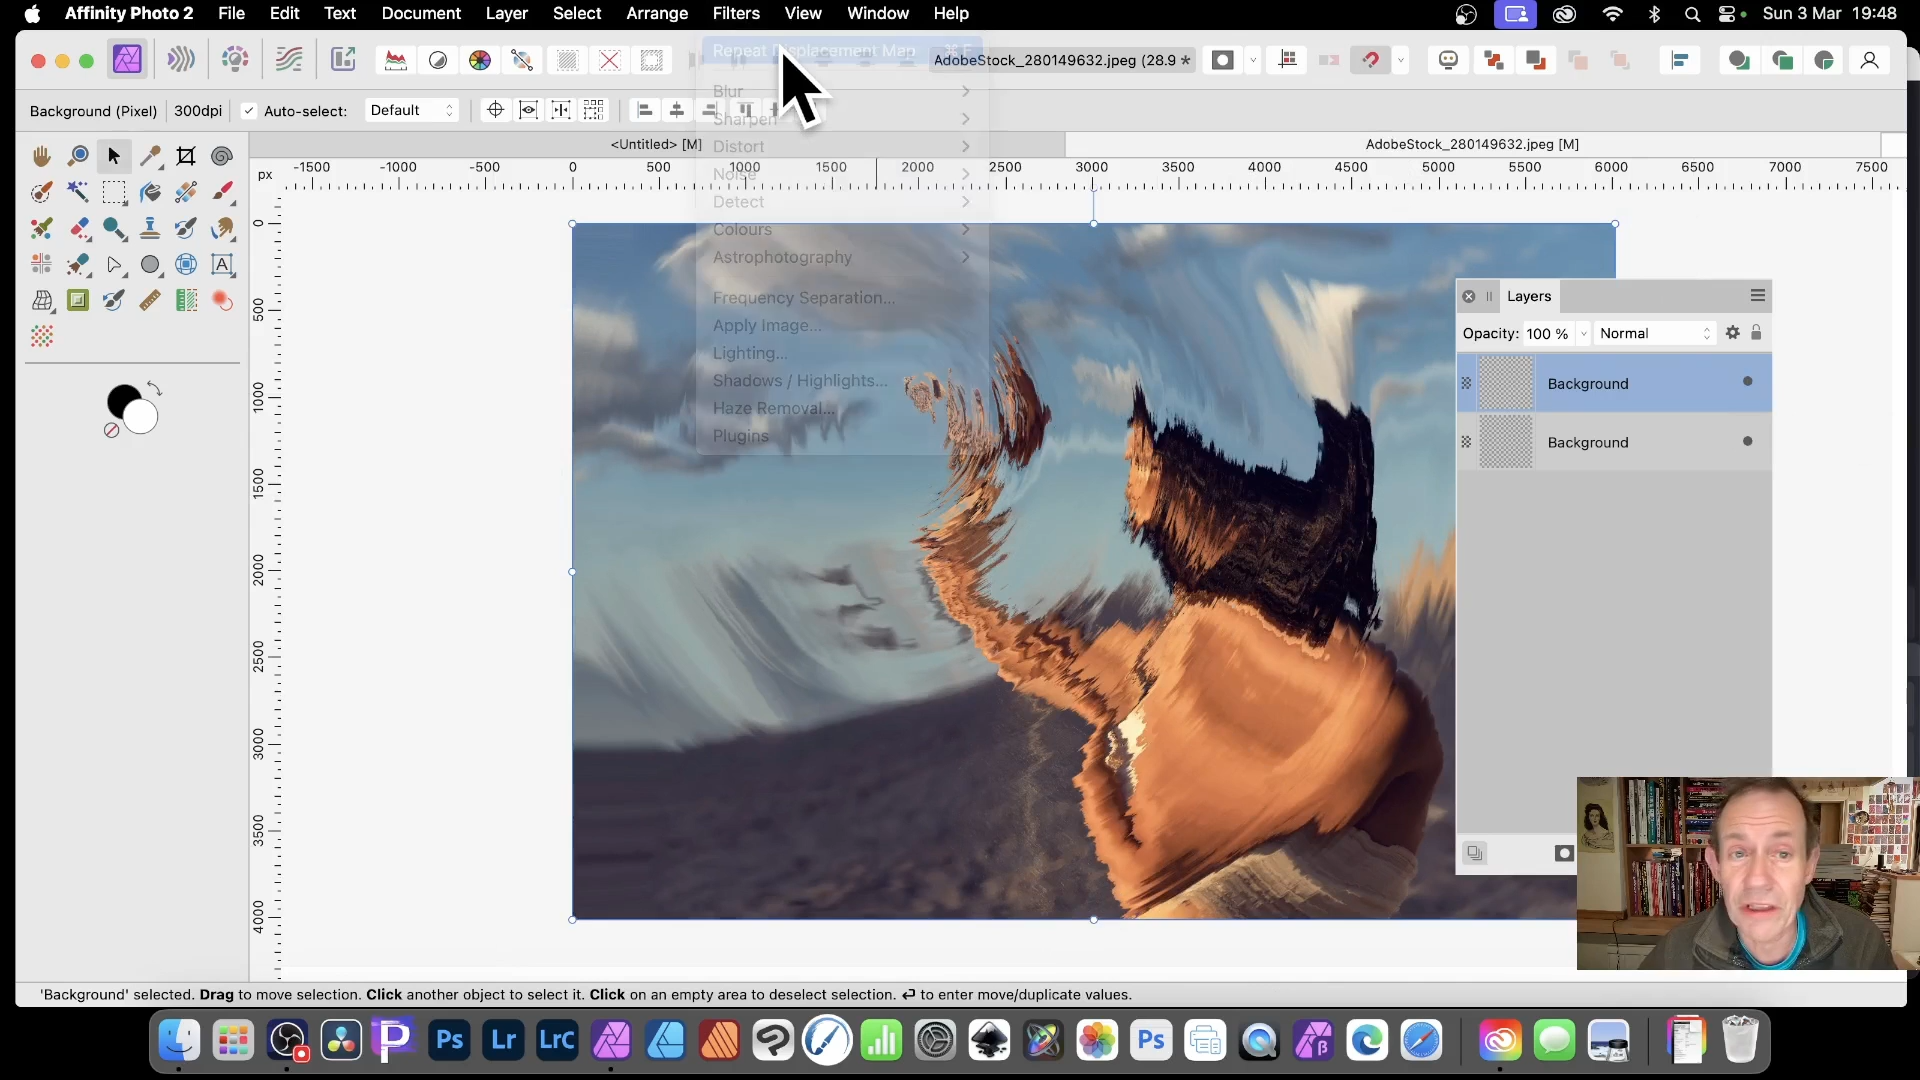 Affinity Photo 2 File Edit Text Document Layer Select Arrange Filters View Window Help Sun 3 Mar 19:48
Repeat Displacement Map ⌘ F
AdobeStock_280149632.jpeg (28.9 *
Background (Pixel) 300dpi Auto-select: Default
Blur
Sharpen
Distort
Noise
Detect
Colours
Astrophotography
Frequency Separation...
Apply Image...
Lighting...
Shadows / Highlights...
Haze Removal...
Plugins
<Untitled> [M] AdobeStock_280149632.jpeg [M]
px -1500 -1000 -500 0 500 1000 1500 2000 2500 3000 3500 4000 4500 5000 5500 6000 6500 7000 7500
0
500
1000
1500
2000
2500
3000
3500
4000
Layers
Opacity: 100 % Normal
Background
Background
'Background' selected. Drag to move selection. Click another object to select it. Click on an empty area to deselect selection. ↵ to enter move/duplicate values.
P Ps Lr LrC Ps β